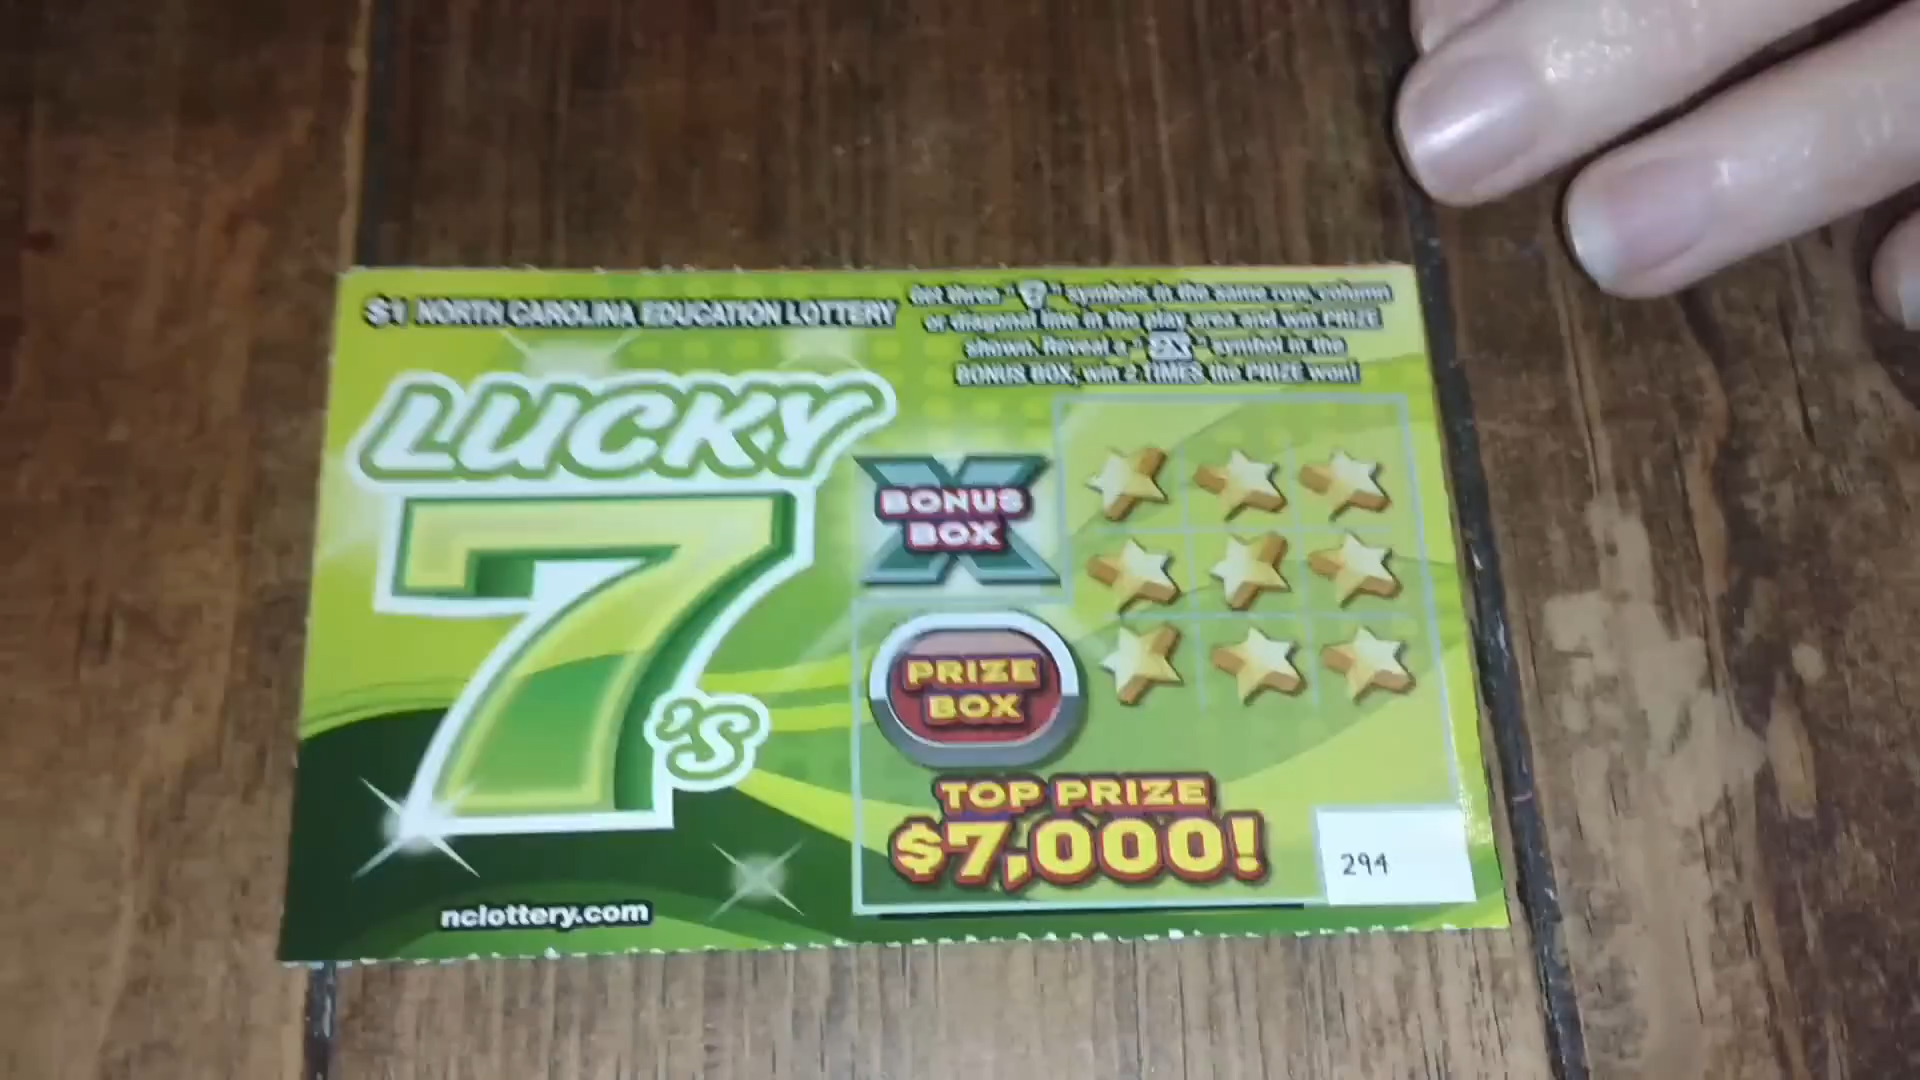 $1 NORTH CAROLINA EDUCATION LOTTERY
Get three "7" symbols in the same row, column
or diagonal line in the play area and win PRIZE
shown. Reveal a "2X" symbol in the
BONUS BOX, win 2 TIMES the PRIZE won!
LUCKY
7'S
BONUS
BOX
PRIZE
BOX
TOP PRIZE
$7,000!
294
nclottery.com